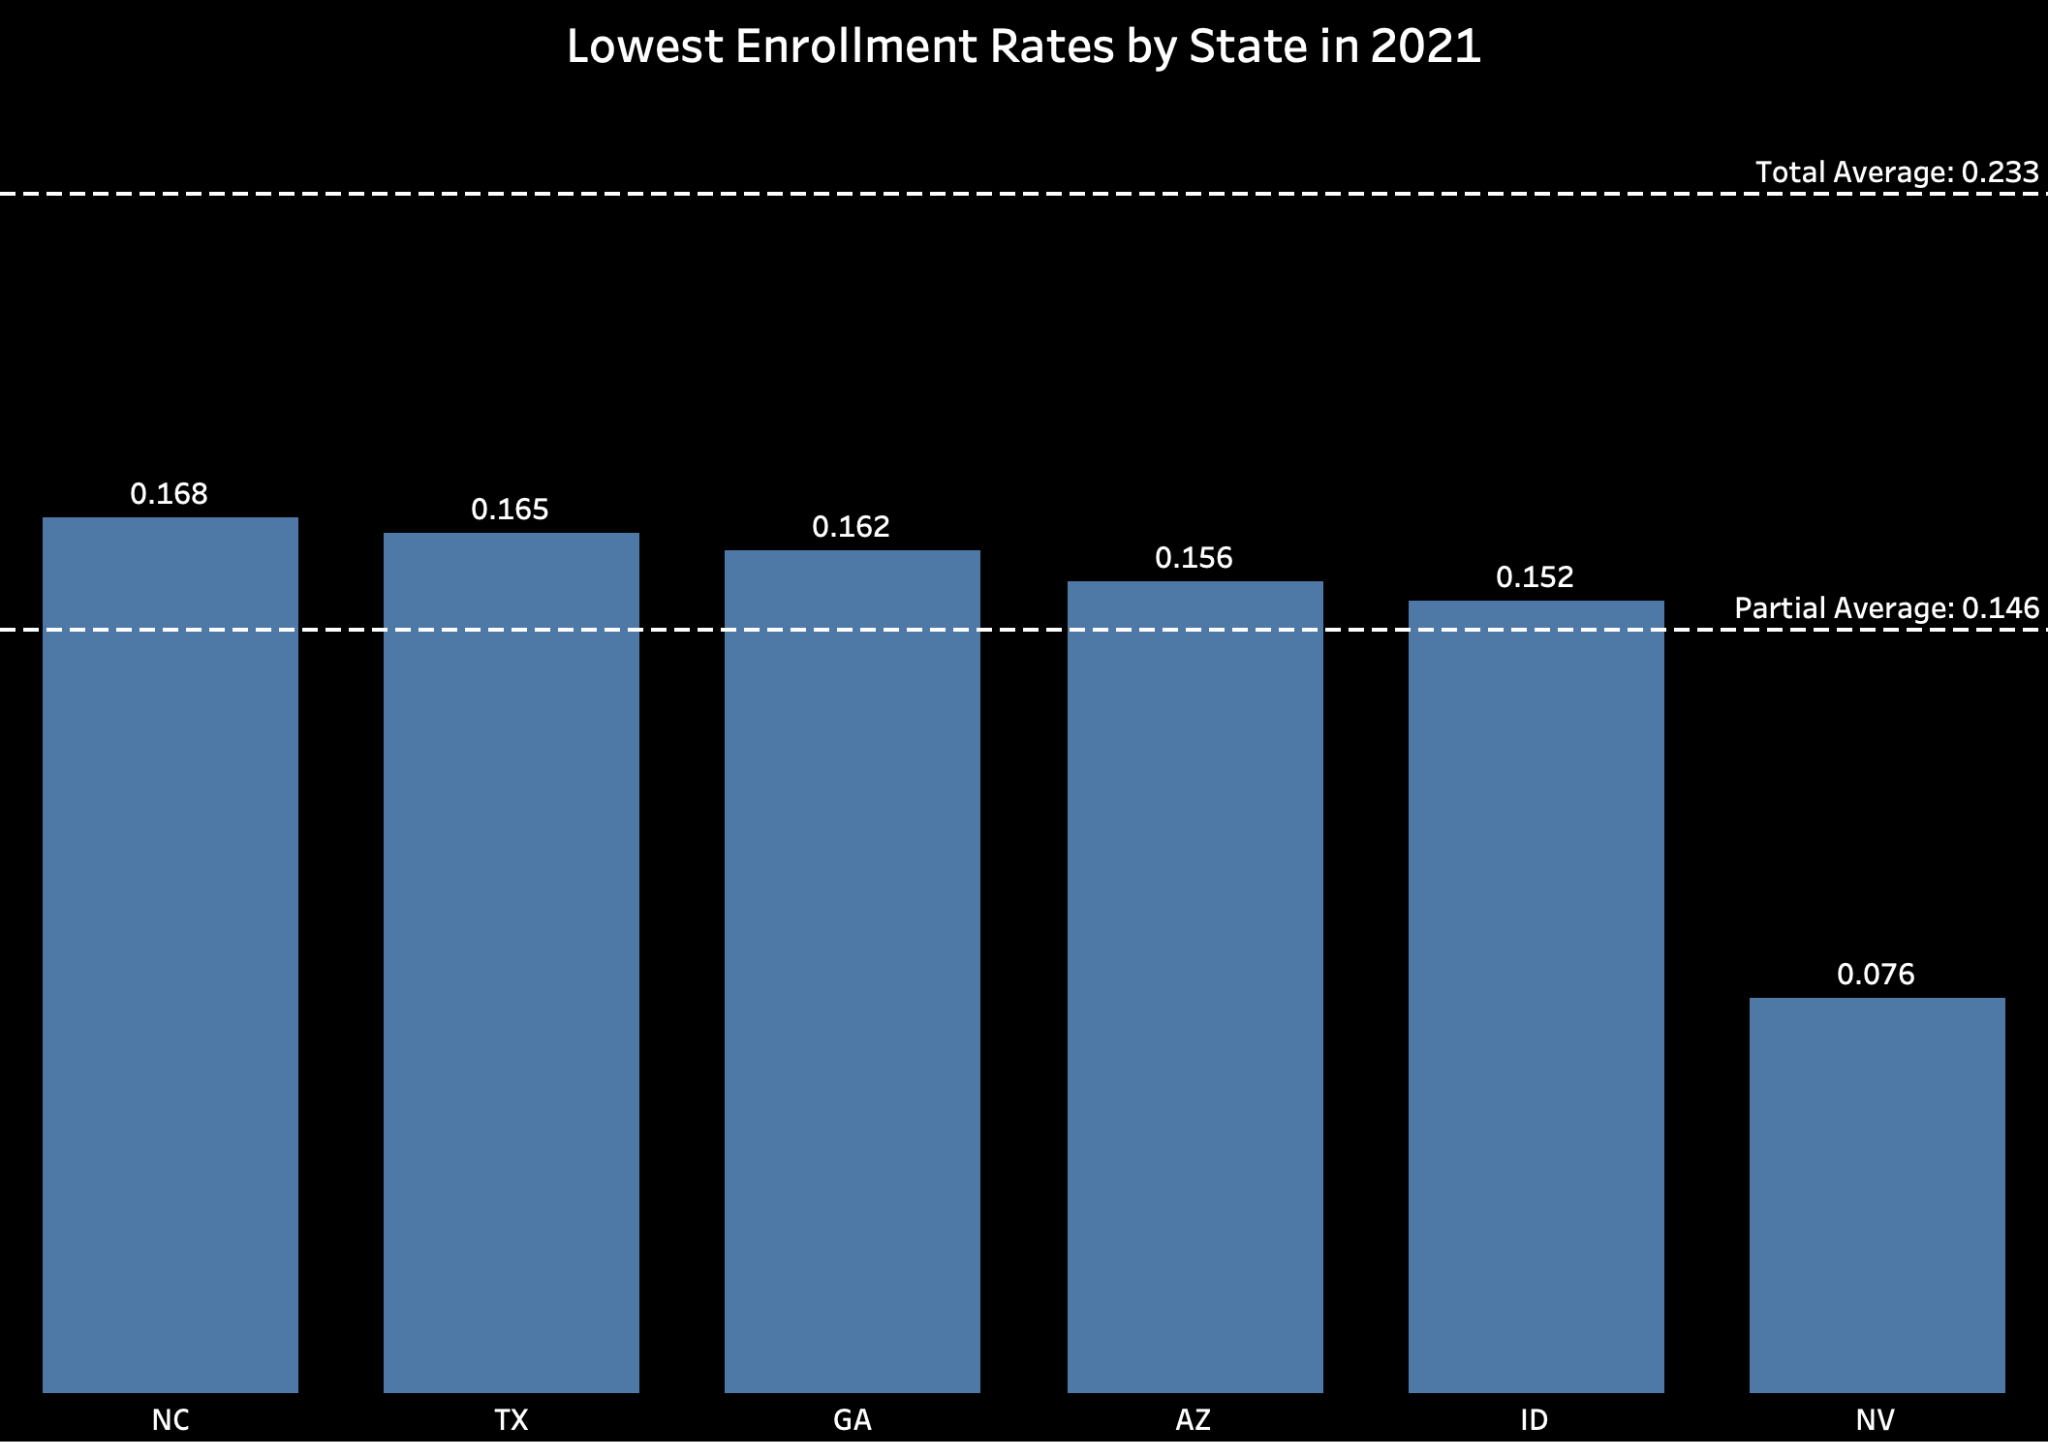 Lowest Enrollment Rates by State in 2021
Total Average: 0.233
0.168
0.165
0.162
0.156
0.152
Partial Average: 0.146
0.076
NC
TX
GA
AZ
ID
NV